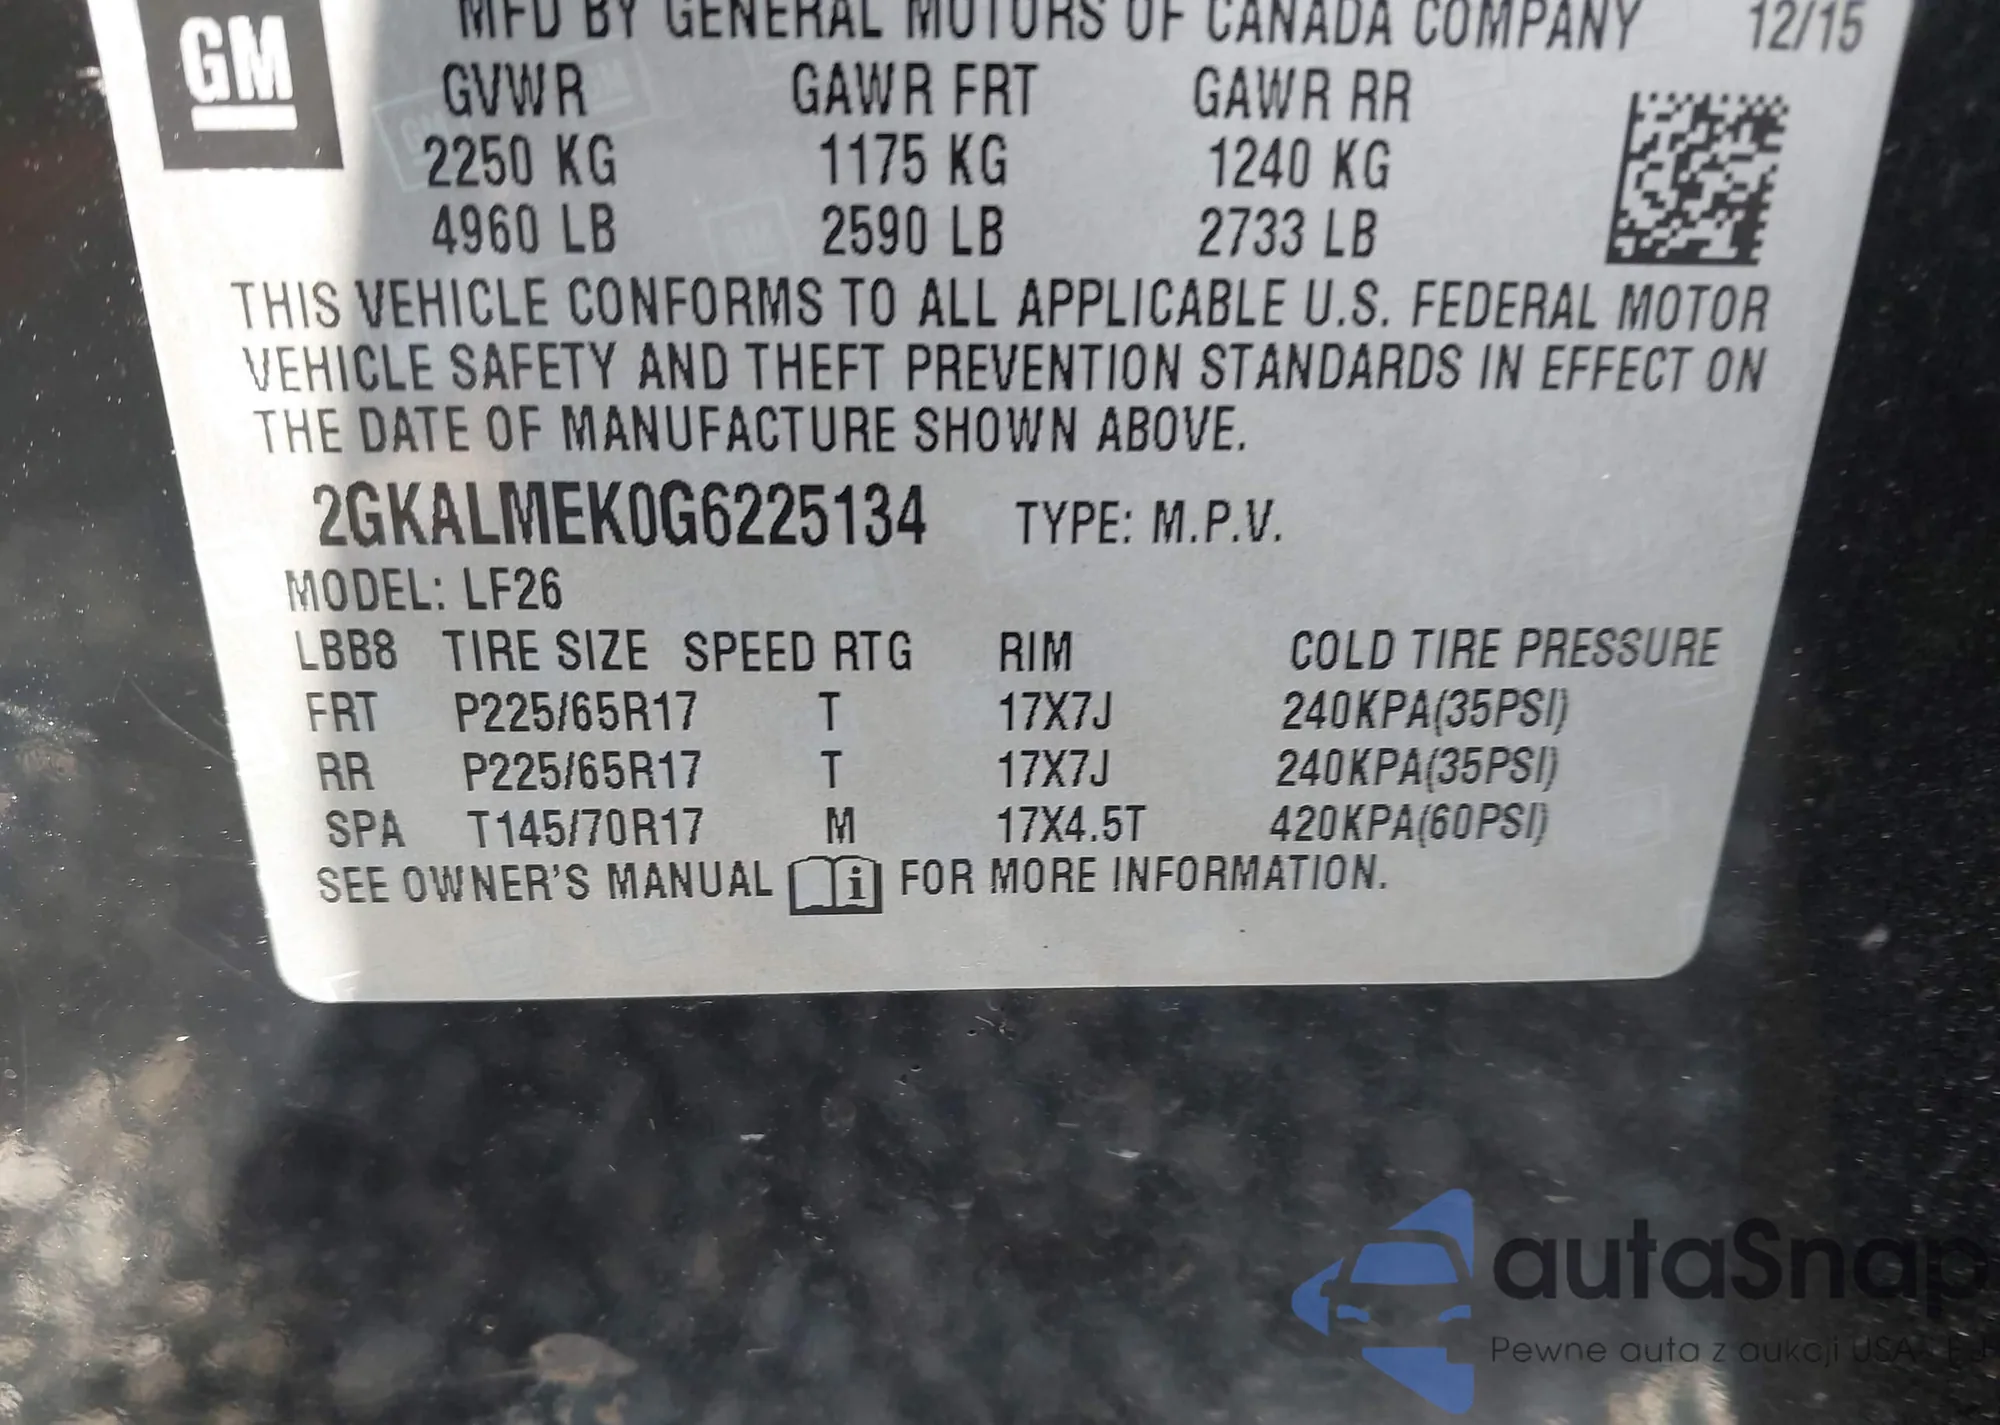 GM
MFD BY GENERAL MOTORS OF CANADA COMPANY 12/15
GVWR GAWR FRT GAWR RR
2250 KG 1175 KG 1240 KG
4960 LB 2590 LB 2733 LB
THIS VEHICLE CONFORMS TO ALL APPLICABLE U.S. FEDERAL MOTOR
VEHICLE SAFETY AND THEFT PREVENTION STANDARDS IN EFFECT ON
THE DATE OF MANUFACTURE SHOWN ABOVE.
2GKALMEK0G6225134 TYPE: M.P.V.
MODEL: LF26
LBB8 TIRE SIZE SPEED RTG RIM COLD TIRE PRESSURE
FRT P225/65R17 T 17X7J 240KPA(35PSI)
RR P225/65R17 T 17X7J 240KPA(35PSI)
SPA T145/70R17 M 17X4.5T 420KPA(60PSI)
SEE OWNER'S MANUAL i FOR MORE INFORMATION.
autaSnap
Pewne auta z aukcji USA